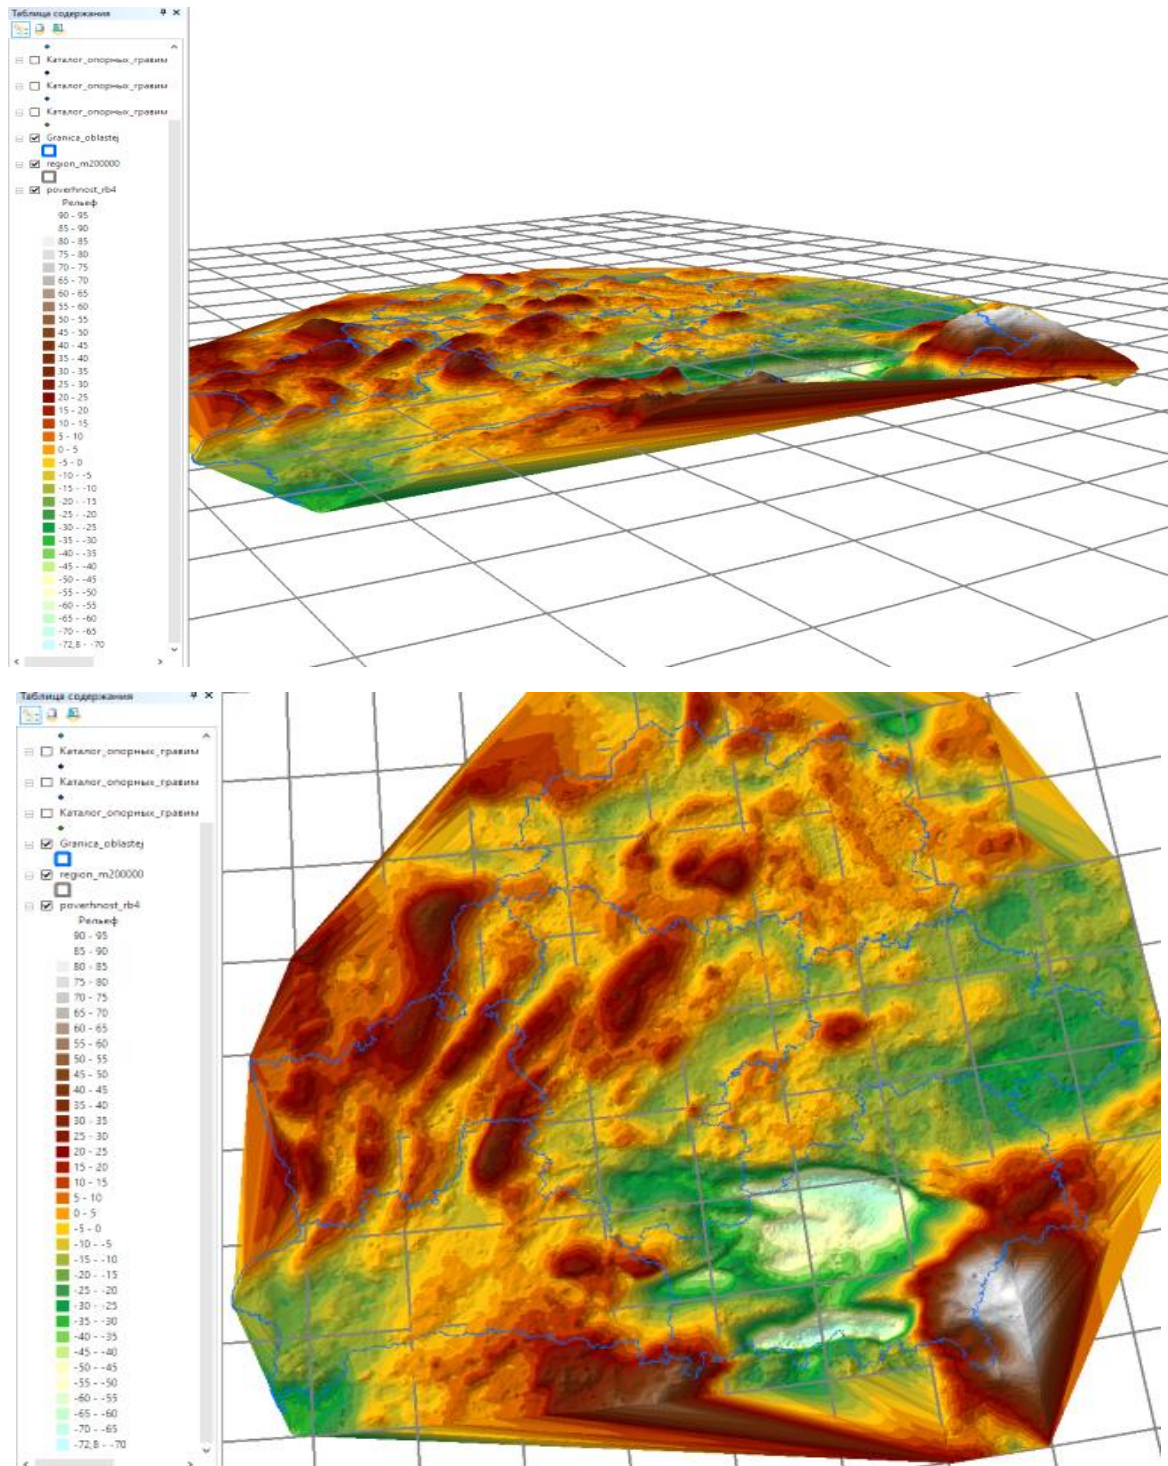 Таблица содержания
Каталог_опорных_гравим
Каталог_опорных_гравим
Каталог_опорных_гравим
Granica_oblastej
region_m200000
poverhnost_rb4
Рельеф
90 - 95
85 - 90
80 - 85
75 - 80
70 - 75
65 - 70
60 - 65
55 - 60
50 - 55
45 - 50
40 - 45
35 - 40
30 - 35
25 - 30
20 - 25
15 - 20
10 - 15
5 - 10
0 - 5
-5 - 0
-10 - -5
-15 - -10
-20 - -15
-25 - -20
-30 - -25
-35 - -30
-40 - -35
-45 - -40
-50 - -45
-55 - -50
-60 - -55
-65 - -60
-70 - -65
-72,8 - -70
Таблица содержания
Каталог_опорных_гравим
Каталог_опорных_гравим
Каталог_опорных_гравим
Granica_oblastej
region_m200000
poverhnost_rb4
Рельеф
90 - 95
85 - 90
80 - 85
75 - 80
70 - 75
65 - 70
60 - 65
55 - 60
50 - 55
45 - 50
40 - 45
35 - 40
30 - 35
25 - 30
20 - 25
15 - 20
10 - 15
5 - 10
0 - 5
-5 - 0
-10 - -5
-15 - -10
-20 - -15
-25 - -20
-30 - -25
-35 - -30
-40 - -35
-45 - -40
-50 - -45
-55 - -50
-60 - -55
-65 - -60
-70 - -65
-72,8 - -70